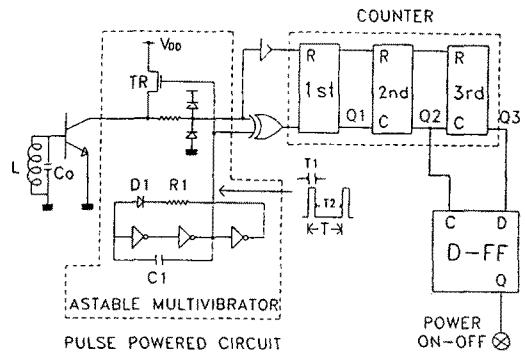 COUNTER
VDD
TR
R
R
R
1st
2nd
3rd
Q1
Q2
Q3
C
C
L
Co
T1
T2
T
D1
R1
C1
C
D
D-FF
Q
ASTABLE MULTIVIBRATOR
POWER
ON-OFF
PULSE POWERED CIRCUIT